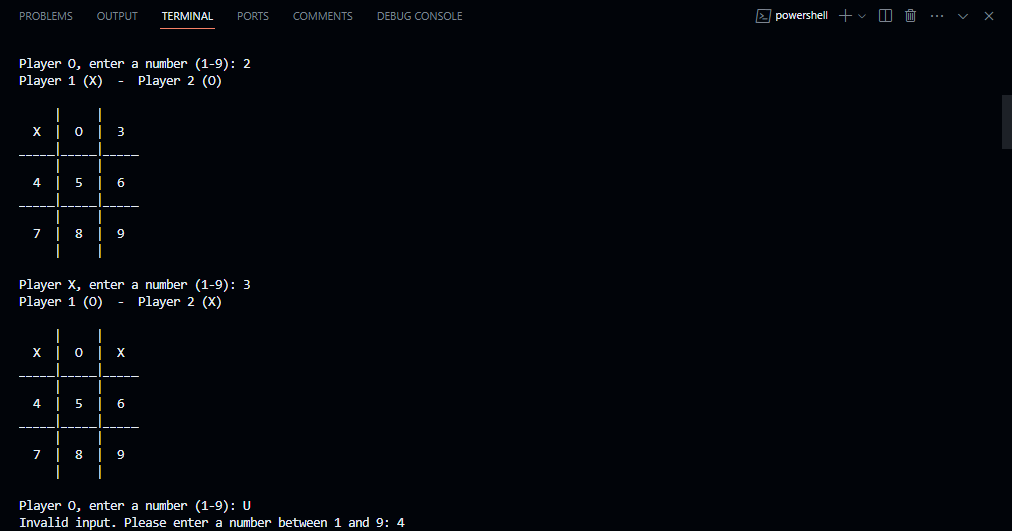 PROBLEMS OUTPUT TERMINAL PORTS COMMENTS DEBUG CONSOLE powershell
Player O, enter a number (1-9): 2
Player 1 (X)  -  Player 2 (O)
     |     |
  X  |  O  |  3
_____|_____|_____
     |     |
  4  |  5  |  6
_____|_____|_____
     |     |
  7  |  8  |  9
     |     |
Player X, enter a number (1-9): 3
Player 1 (O)  -  Player 2 (X)
     |     |
  X  |  O  |  X
_____|_____|_____
     |     |
  4  |  5  |  6
_____|_____|_____
     |     |
  7  |  8  |  9
     |     |
Player O, enter a number (1-9): U
Invalid input. Please enter a number between 1 and 9: 4